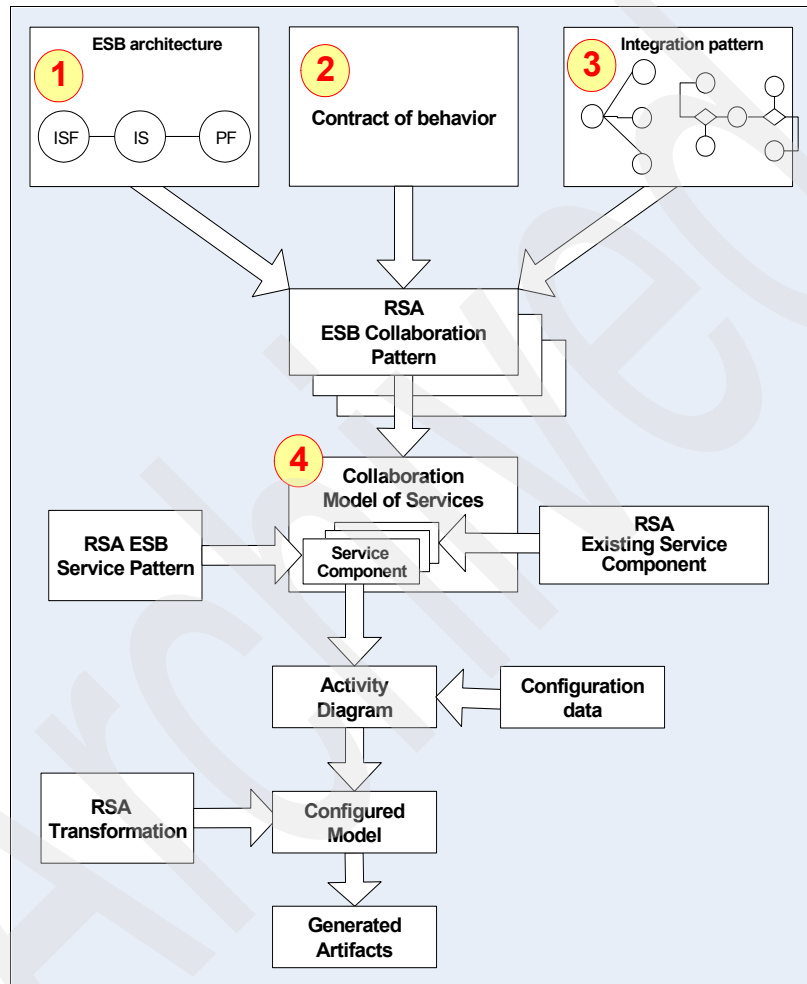 ESB architecture
1
ISF
IS
PF
2
Contract of behavior
Integration pattern
3
RSA
ESB Collaboration
Pattern
4
Collaboration
Model of Services
RSA ESB
Service Pattern
Service
Component
RSA
Existing Service
Component
Activity
Diagram
Configuration
data
RSA
Transformation
Configured
Model
Generated
Artifacts
Archived